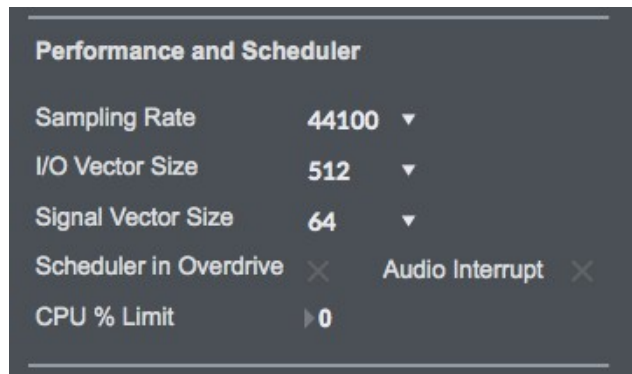 Performance and Scheduler
Sampling Rate 44100
I/O Vector Size 512
Signal Vector Size 64
Scheduler in Overdrive Audio Interrupt
CPU % Limit 0